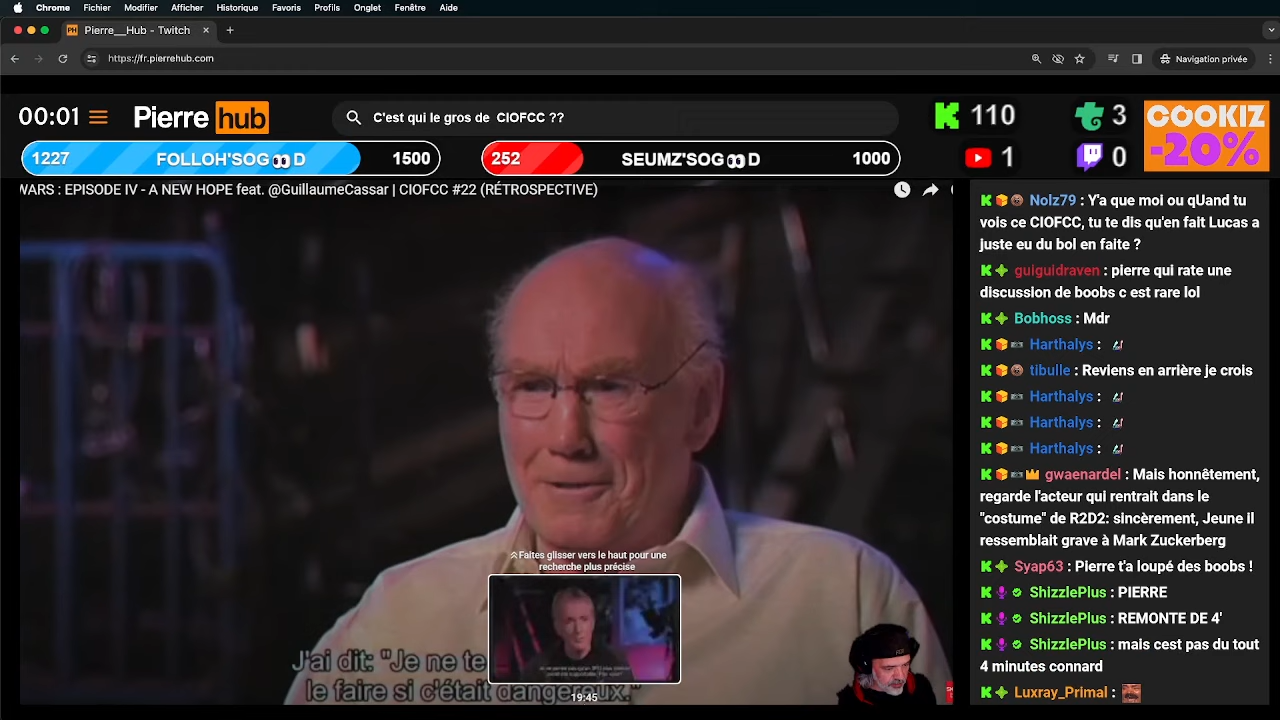 Chrome Fichier Modifier Afficher Historique Favoris Profils Onglet Fenêtre Aide
PH Pierre__Hub - Twitch
https://fr.pierrehub.com
Navigation privée
00:01 Pierre hub C'est qui le gros de CIOFCC ?? 110 3
1 0
COOKIZ
-20%
1227 FOLLOH'SOG👀D 1500 252 SEUMZ'SOG👀D 1000
WARS : EPISODE IV - A NEW HOPE feat. @GuillaumeCassar | CIOFCC #22 (RÉTROSPECTIVE)
Nolz79 : Y'a que moi ou qUand tu
vois ce CIOFCC, tu te dis qu'en fait Lucas a
juste eu du bol en faite ?
guiguidraven : pierre qui rate une
discussion de boobs c est rare lol
Bobhoss : Mdr
Harthalys :
tibulle : Reviens en arrière je crois
Harthalys :
Harthalys :
Harthalys :
gwaenardel : Mais honnêtement,
regarde l'acteur qui rentrait dans le
"costume" de R2D2: sincèrement, Jeune il
ressemblait grave à Mark Zuckerberg
Syap63 : Pierre t'a loupé des boobs !
ShizzlePlus : PIERRE
ShizzlePlus : REMONTE DE 4'
ShizzlePlus : mais cest pas du tout
4 minutes connard
Luxray_Primal :
Faites glisser vers le haut pour une
recherche plus précise
J'ai dit: "Je ne te
le faire si c'était dangereux."
19:45